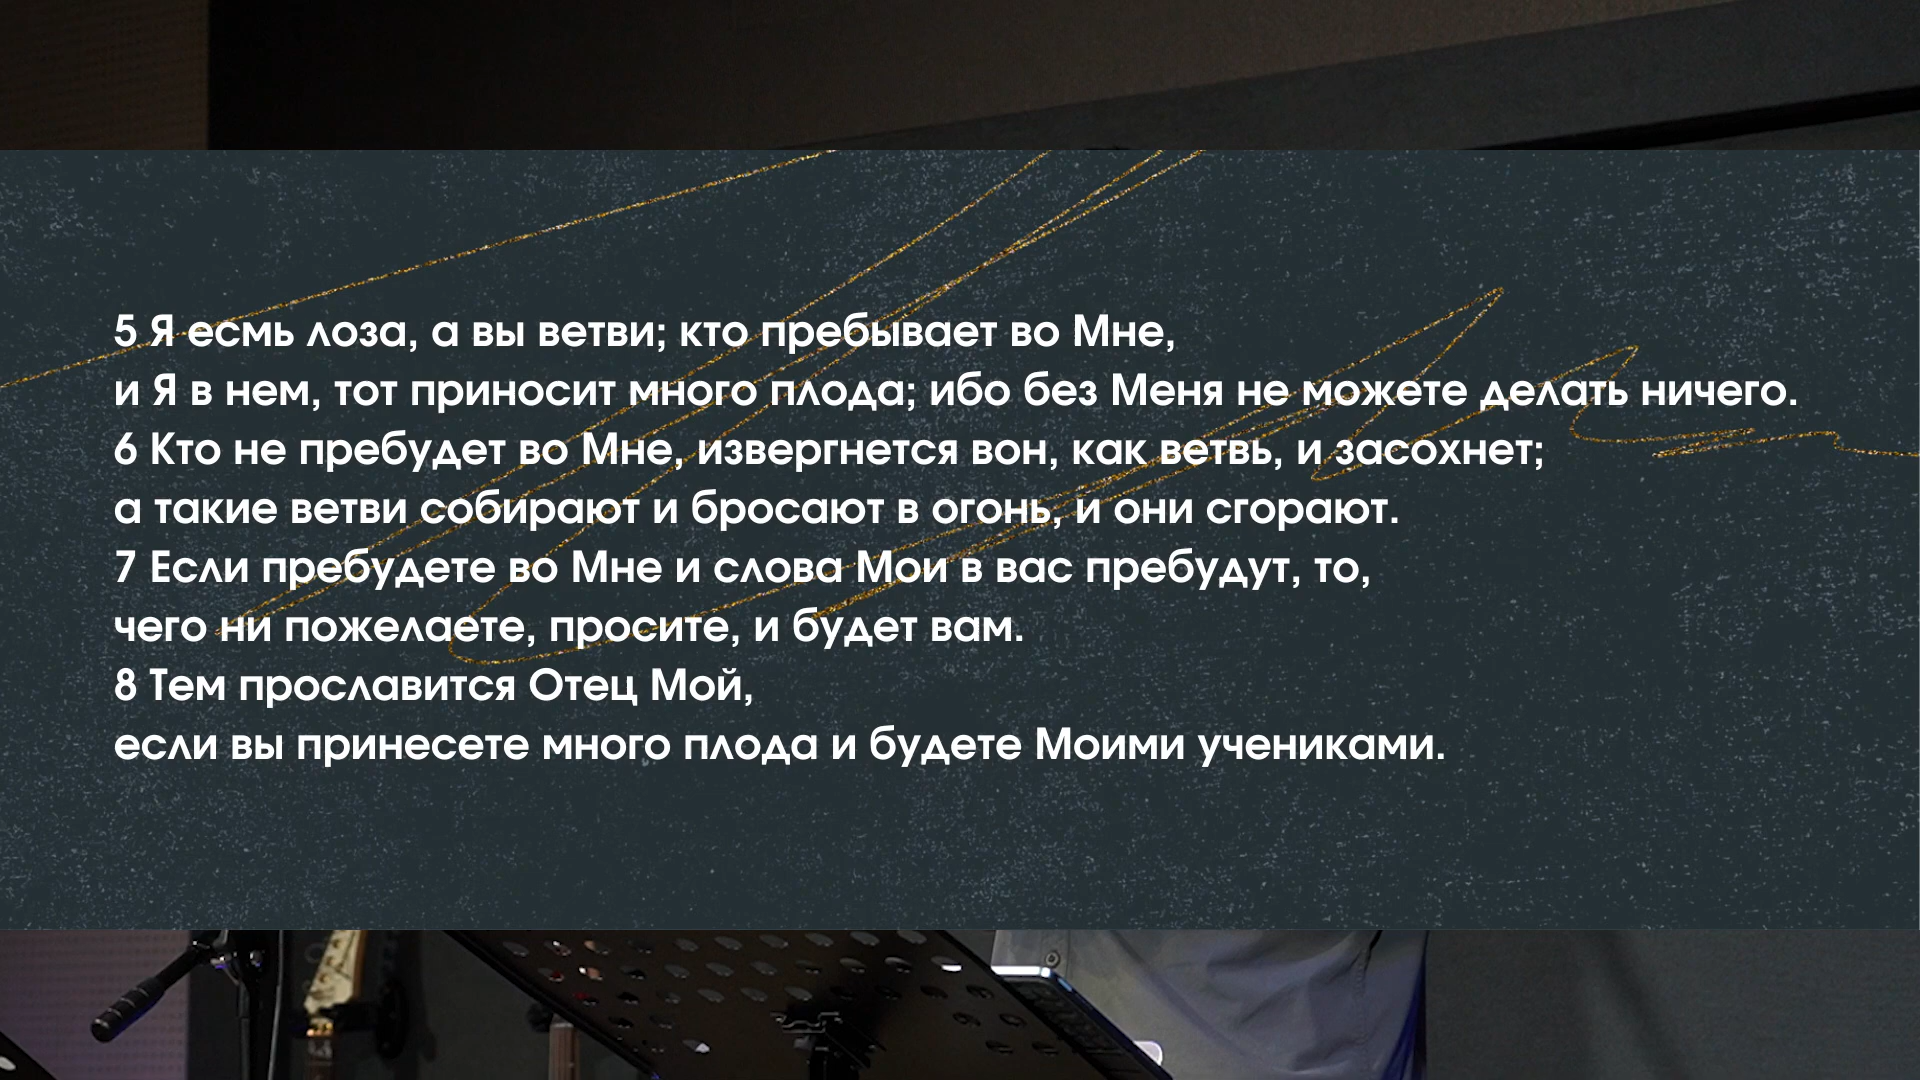 5 Я есмь лоза, а вы ветви; кто пребывает во Мне,
и Я в нем, тот приносит много плода; ибо без Меня не можете делать ничего.
6 Кто не пребудет во Мне, извергнется вон, как ветвь, и засохнет;
а такие ветви собирают и бросают в огонь, и они сгорают.
7 Если пребудете во Мне и слова Мои в вас пребудут, то,
чего ни пожелаете, просите, и будет вам.
8 Тем прославится Отец Мой,
если вы принесете много плода и будете Моими учениками.